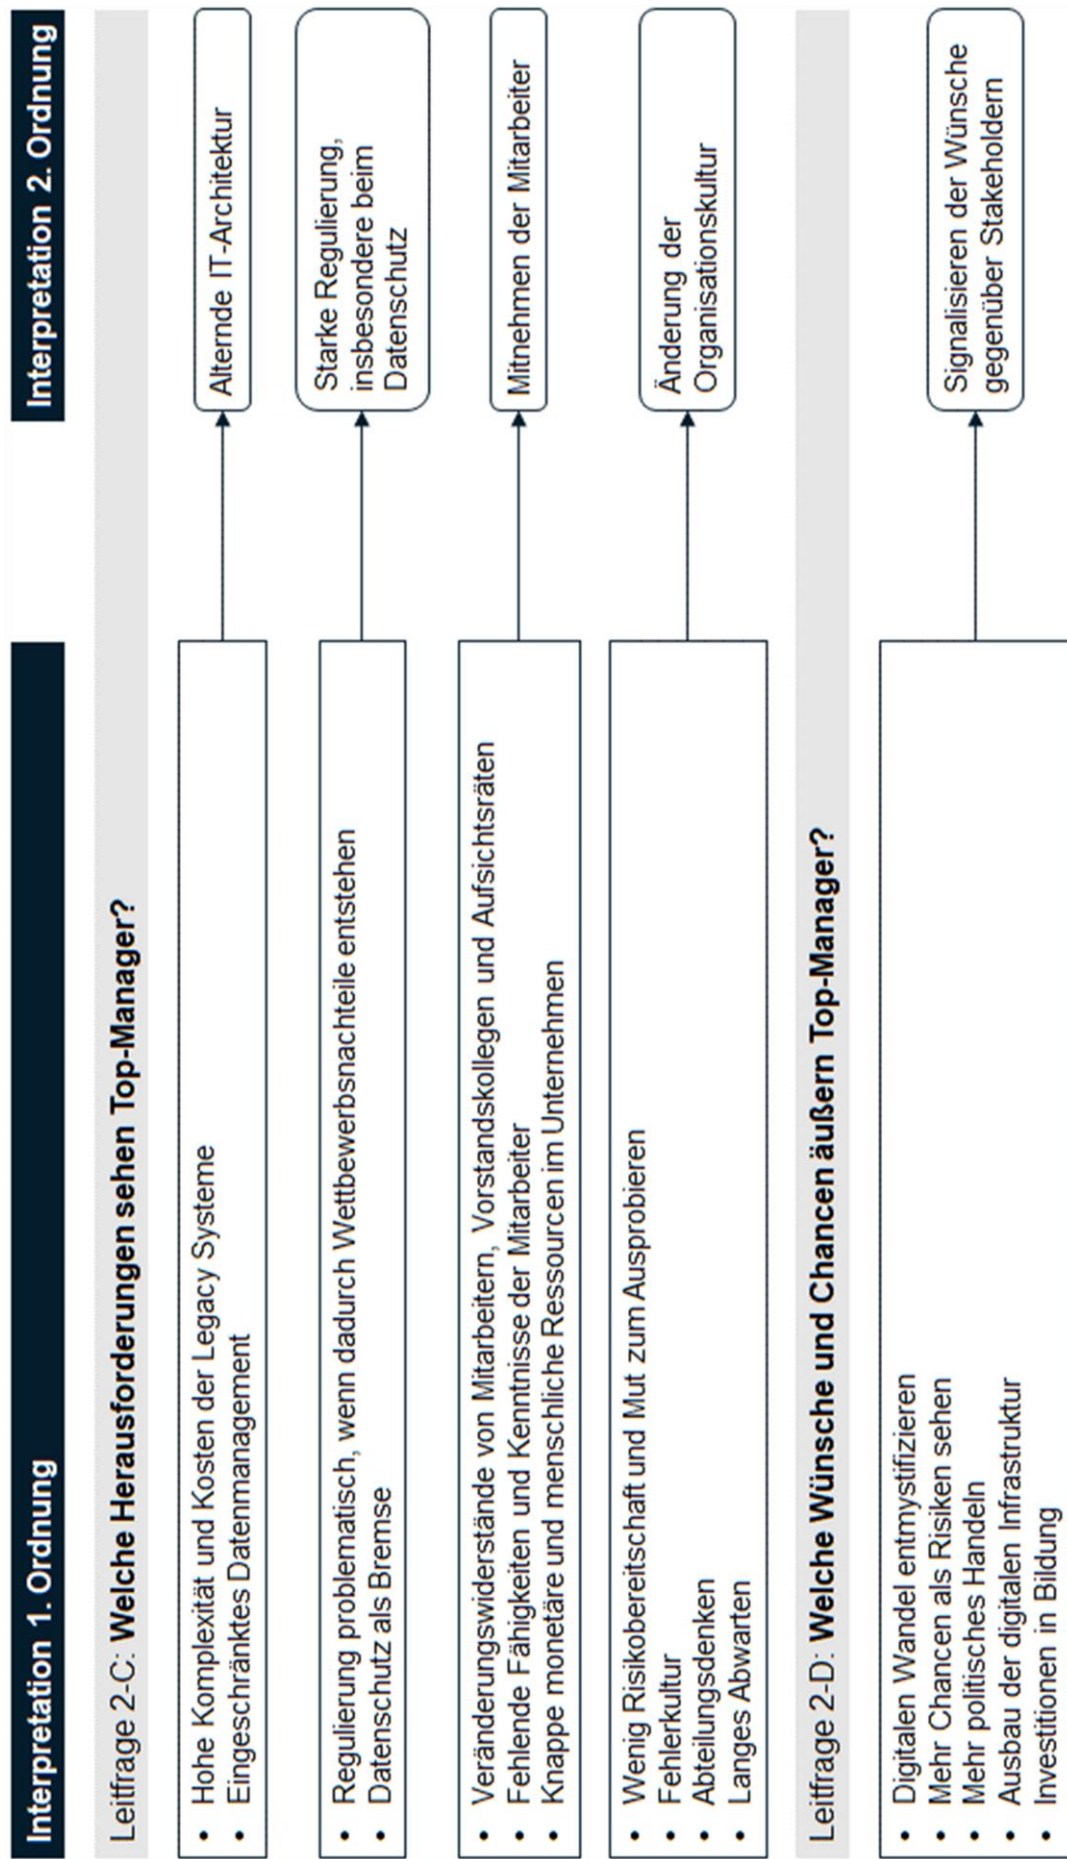 Interpretation 1. Ordnung
Interpretation 2. Ordnung
Leitfrage 2-C: Welche Herausforderungen sehen Top-Manager?
• Hohe Komplexität und Kosten der Legacy Systeme
• Eingeschränktes Datenmanagement
Alternde IT-Architektur
• Regulierung problematisch, wenn dadurch Wettbewerbsnachteile entstehen
• Datenschutz als Bremse
Starke Regulierung,
insbesondere beim
Datenschutz
• Veränderungswiderstände von Mitarbeitern, Vorstandskollegen und Aufsichtsräten
• Fehlende Fähigkeiten und Kenntnisse der Mitarbeiter
• Knappe monetäre und menschliche Ressourcen im Unternehmen
Mitnehmen der Mitarbeiter
• Wenig Risikobereitschaft und Mut zum Ausprobieren
• Fehlerkultur
• Abteilungsdenken
• Langes Abwarten
Änderung der
Organisationskultur
Leitfrage 2-D: Welche Wünsche und Chancen äußern Top-Manager?
• Digitalen Wandel entmystifizieren
• Mehr Chancen als Risiken sehen
• Mehr politisches Handeln
• Ausbau der digitalen Infrastruktur
• Investitionen in Bildung
Signalisieren der Wünsche
gegenüber Stakeholdern